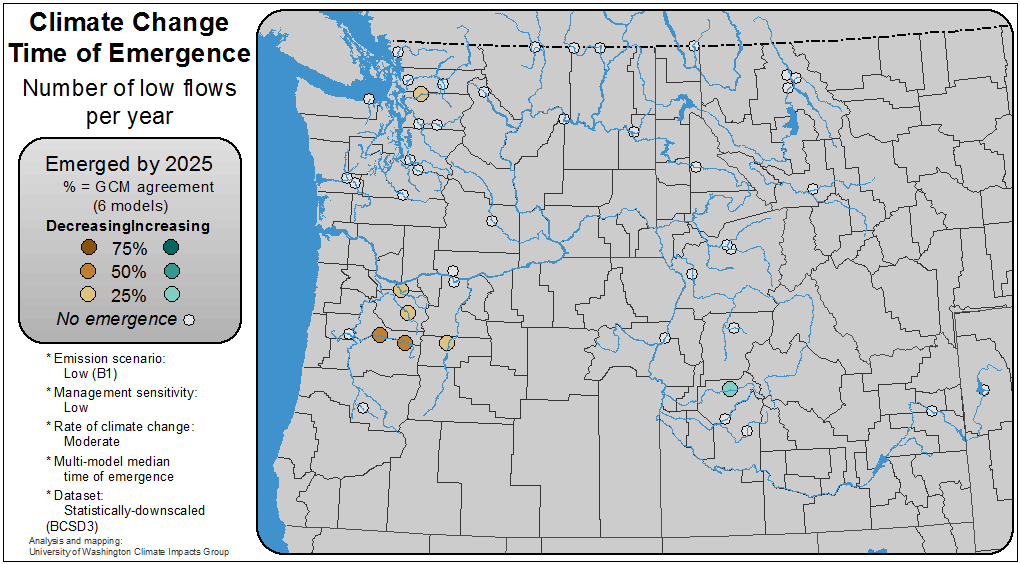 Climate Change
Time of Emergence
Number of low flows
per year
Emerged by 2025
% = GCM agreement
(6 models)
DecreasingIncreasing
75%
50%
25%
No emergence
* Emission scenario:
Low (B1)
* Management sensitivity:
Low
* Rate of climate change:
Moderate
* Multi-model median
time of emergence
* Dataset:
Statistically-downscaled
(BCSD3)
Analysis and mapping:
University of Washington Climate Impacts Group